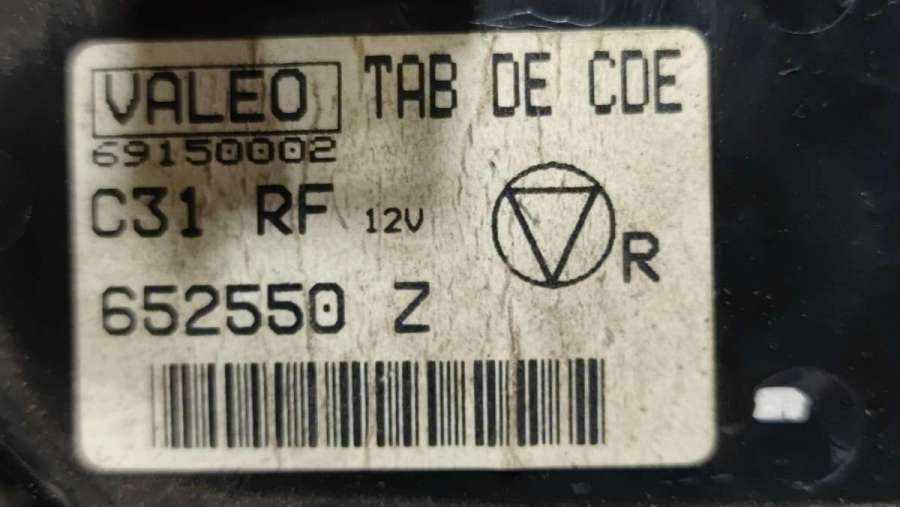 VALEO TAB DE CDE
69150002
C31 RF 12V
R
652550 Z